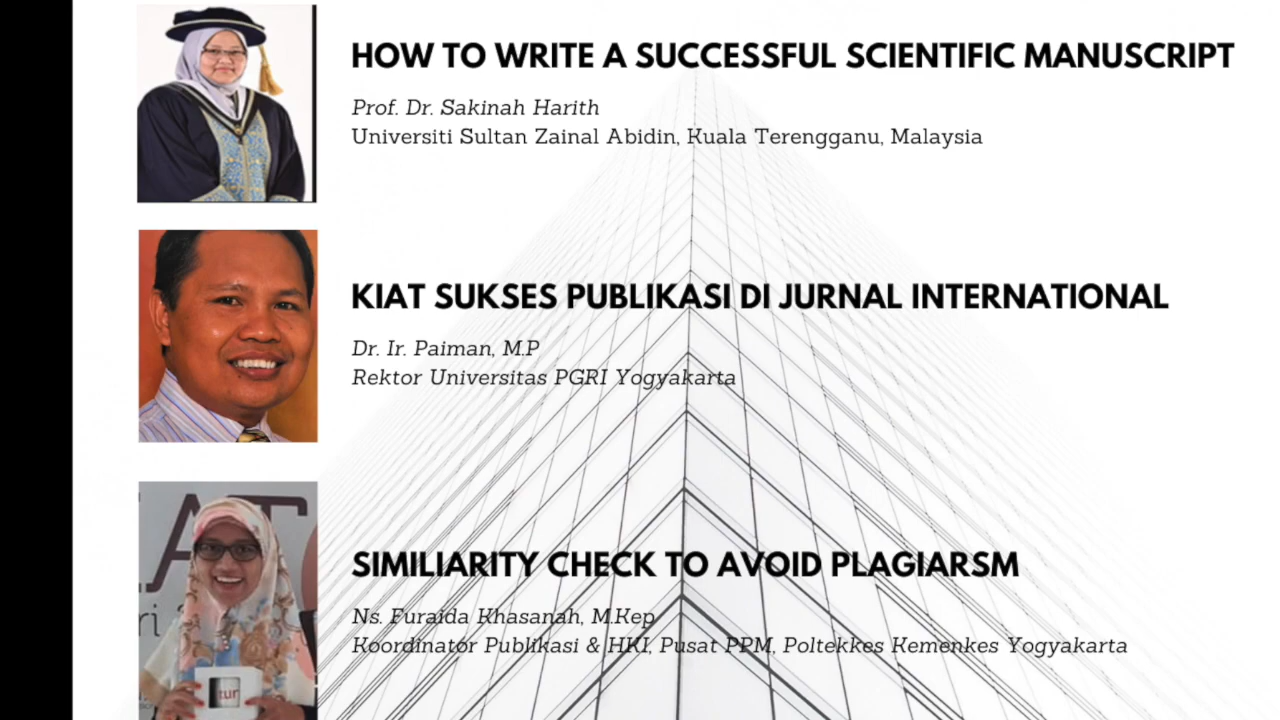 HOW TO WRITE A SUCCESSFUL SCIENTIFIC MANUSCRIPT
Prof. Dr. Sakinah Harith
Universiti Sultan Zainal Abidin, Kuala Terengganu, Malaysia
KIAT SUKSES PUBLIKASI DI JURNAL INTERNATIONAL
Dr. Ir. Paiman, M.P
Rektor Universitas PGRI Yogyakarta
SIMILIARITY CHECK TO AVOID PLAGIARSM
Ns. Furaida Khasanah, M.Kep
Koordinator Publikasi & HKI, Pusat PPM, Poltekkes Kemenkes Yogyakarta